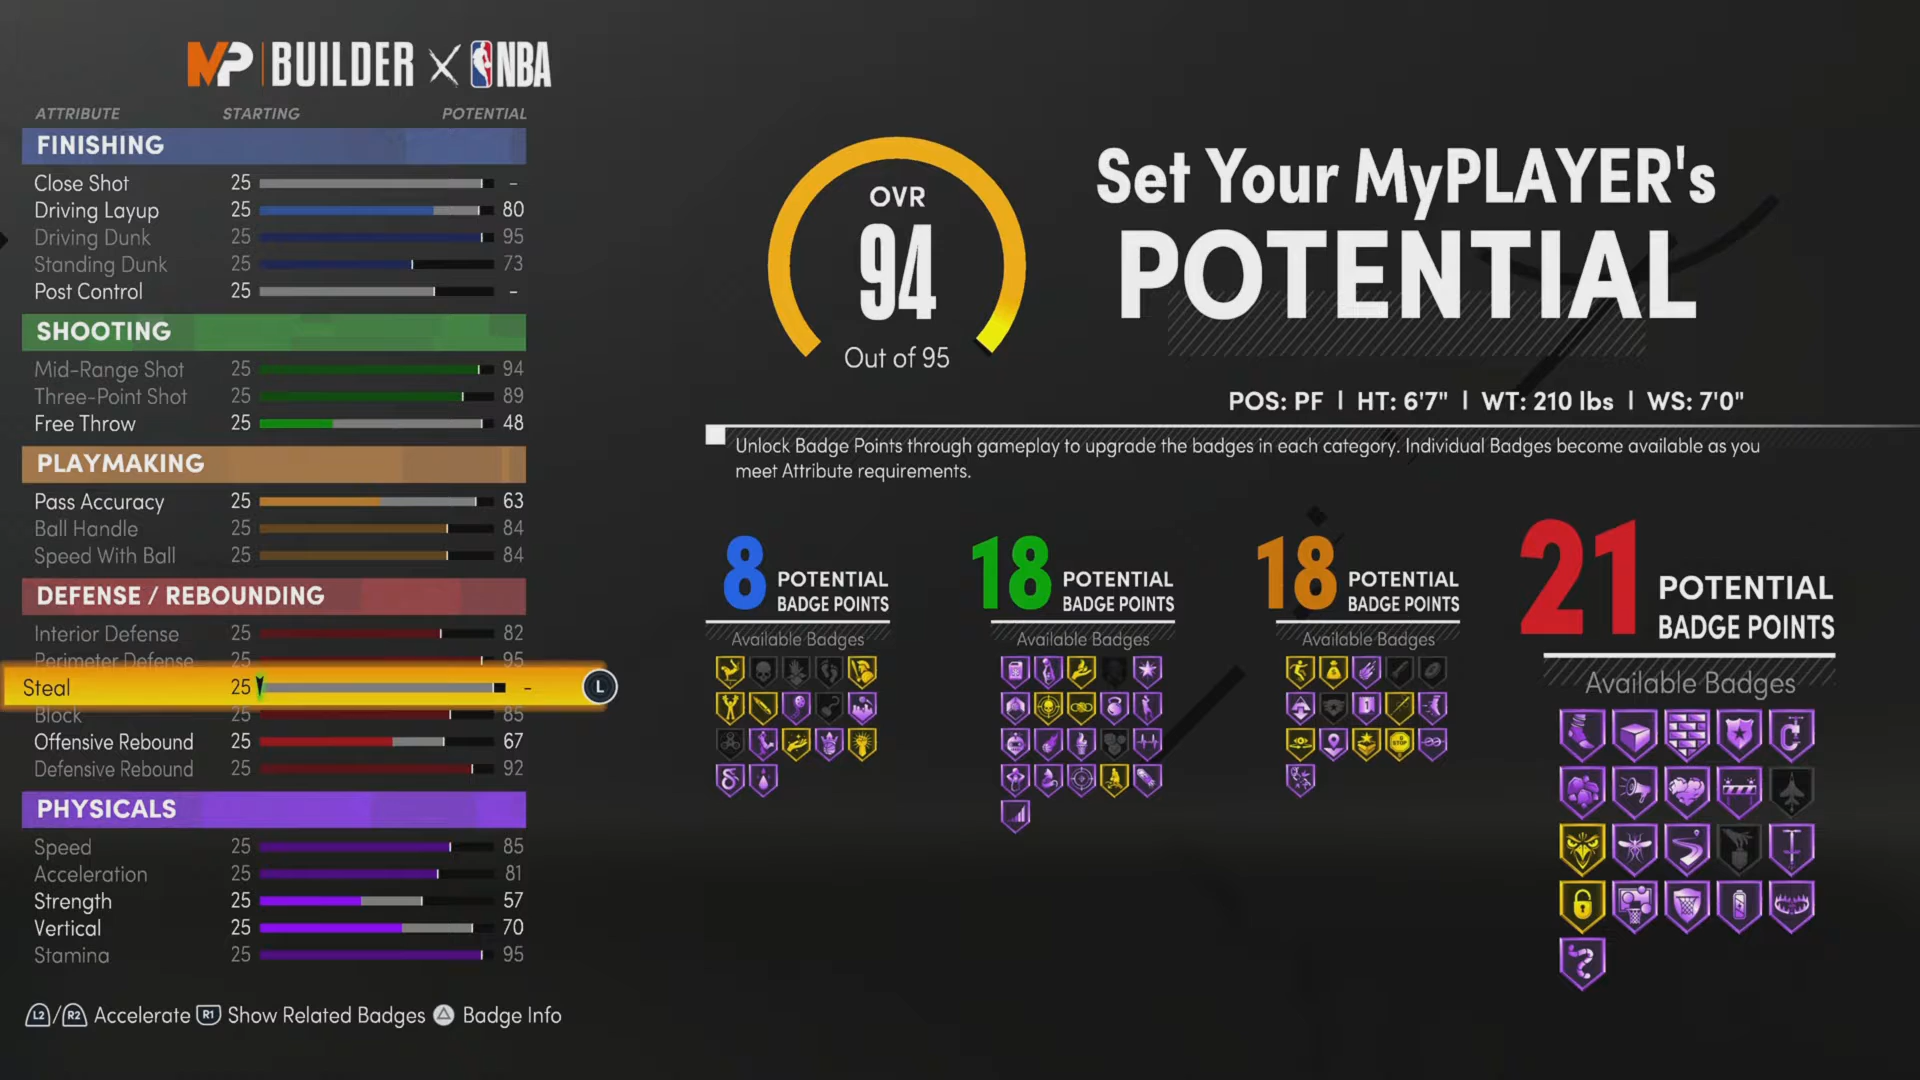 MP | BUILDER X NBA
ATTRIBUTE STARTING POTENTIAL
FINISHING
Close Shot 25 -
Driving Layup 25 80
Driving Dunk 25 95
Standing Dunk 25 73
Post Control 25 -
SHOOTING
Mid-Range Shot 25 94
Three-Point Shot 25 89
Free Throw 25 48
PLAYMAKING
Pass Accuracy 25 63
Ball Handle 25 84
Speed With Ball 25 84
DEFENSE / REBOUNDING
Interior Defense 25 82
Perimeter Defense 25 95
Steal 25 - L
Block 25 85
Offensive Rebound 25 67
Defensive Rebound 25 92
PHYSICALS
Speed 25 85
Acceleration 25 81
Strength 25 57
Vertical 25 70
Stamina 25 95
L2/R2 Accelerate R1 Show Related Badges Badge Info
OVR
94
Out of 95
Set Your MyPLAYER's
POTENTIAL
POS: PF | HT: 6'7" | WT: 210 lbs | WS: 7'0"
Unlock Badge Points through gameplay to upgrade the badges in each category. Individual Badges become available as you
meet Attribute requirements.
8 POTENTIAL
BADGE POINTS
Available Badges
18 POTENTIAL
BADGE POINTS
Available Badges
18 POTENTIAL
BADGE POINTS
Available Badges
21 POTENTIAL
BADGE POINTS
Available Badges